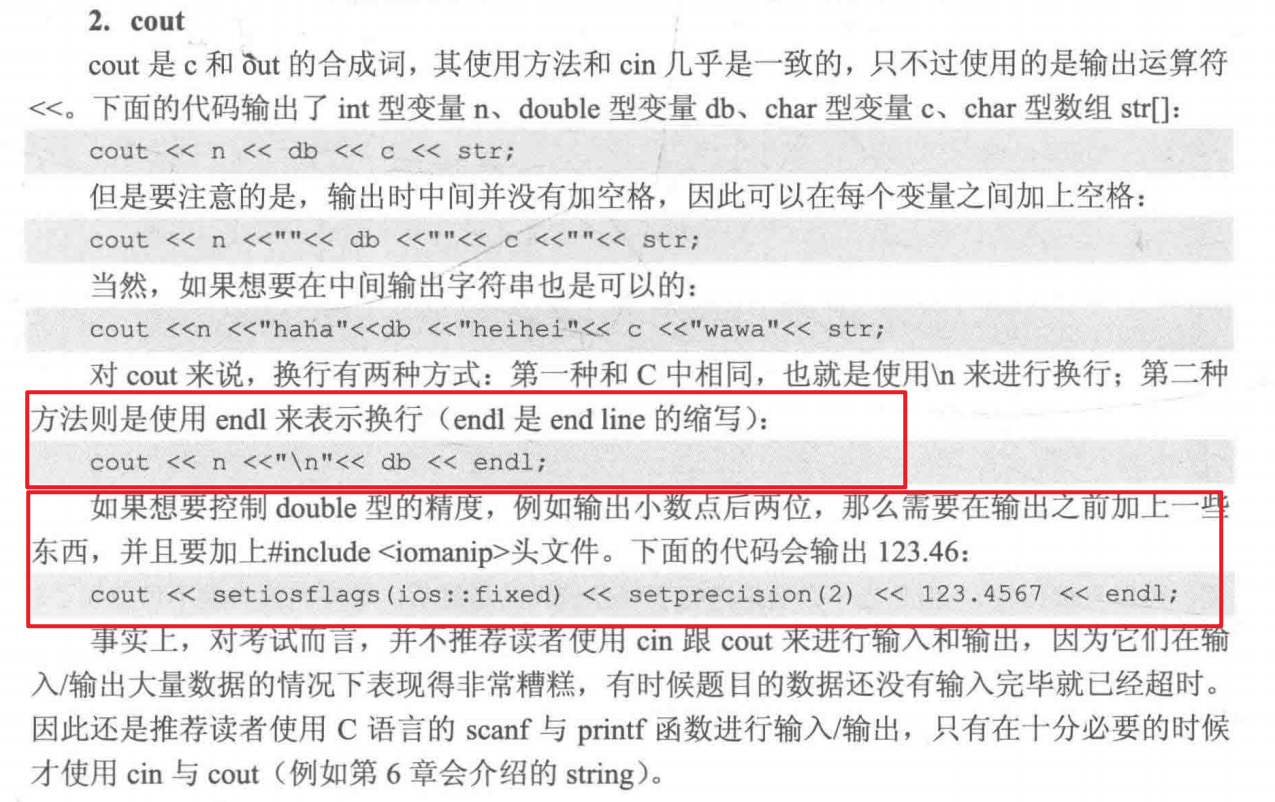 2. cout
cout 是 c 和 out 的合成词，其使用方法和 cin 几乎是一致的，只不过使用的是输出运算符
<<。下面的代码输出了 int 型变量 n、double 型变量 db、char 型变量 c、char 型数组 str[]：
cout << n << db << c << str;
但是要注意的是，输出时中间并没有加空格，因此可以在每个变量之间加上空格：
cout << n <<""<< db <<""<< c <<""<< str;
当然，如果想要在中间输出字符串也是可以的：
cout <<n <<"haha"<<db <<"heihei"<< c <<"wawa"<< str;
对 cout 来说，换行有两种方式：第一种和 C 中相同，也就是使用\n 来进行换行；第二种
方法则是使用 endl 来表示换行（endl 是 end line 的缩写）：
cout << n <<"\n"<< db << endl;
如果想要控制 double 型的精度，例如输出小数点后两位，那么需要在输出之前加上一些
东西，并且要加上#include <iomanip>头文件。下面的代码会输出 123.46：
cout << setiosflags(ios::fixed) << setprecision(2) << 123.4567 << endl;
事实上，对考试而言，并不推荐读者使用 cin 跟 cout 来进行输入和输出，因为它们在输
入/输出大量数据的情况下表现得非常糟糕，有时候题目的数据还没有输入完毕就已经超时。
因此还是推荐读者使用 C 语言的 scanf 与 printf 函数进行输入/输出，只有在十分必要的时候
才使用 cin 与 cout（例如第 6 章会介绍的 string）。